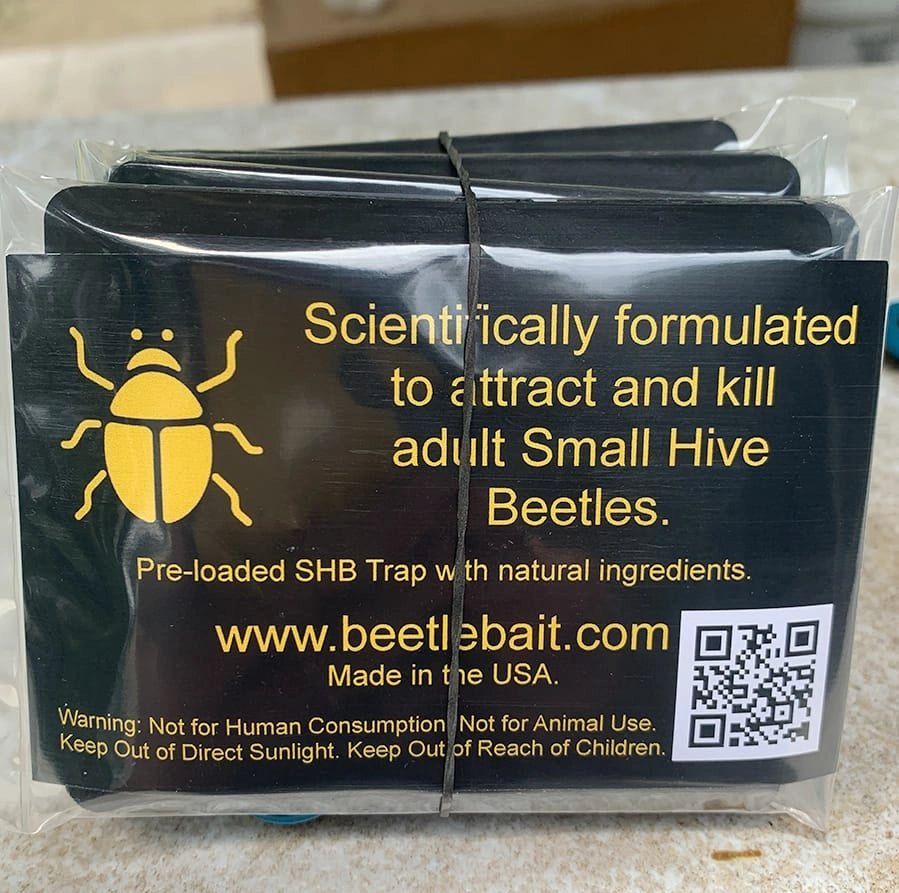 Scientifically formulated
to attract and kill
adult Small Hive
Beetles.
Pre-loaded SHB Trap with natural ingredients.
www.beetlebait.com
Made in the USA.
Warning: Not for Human Consumption. Not for Animal Use.
Keep Out of Direct Sunlight. Keep Out of Reach of Children.